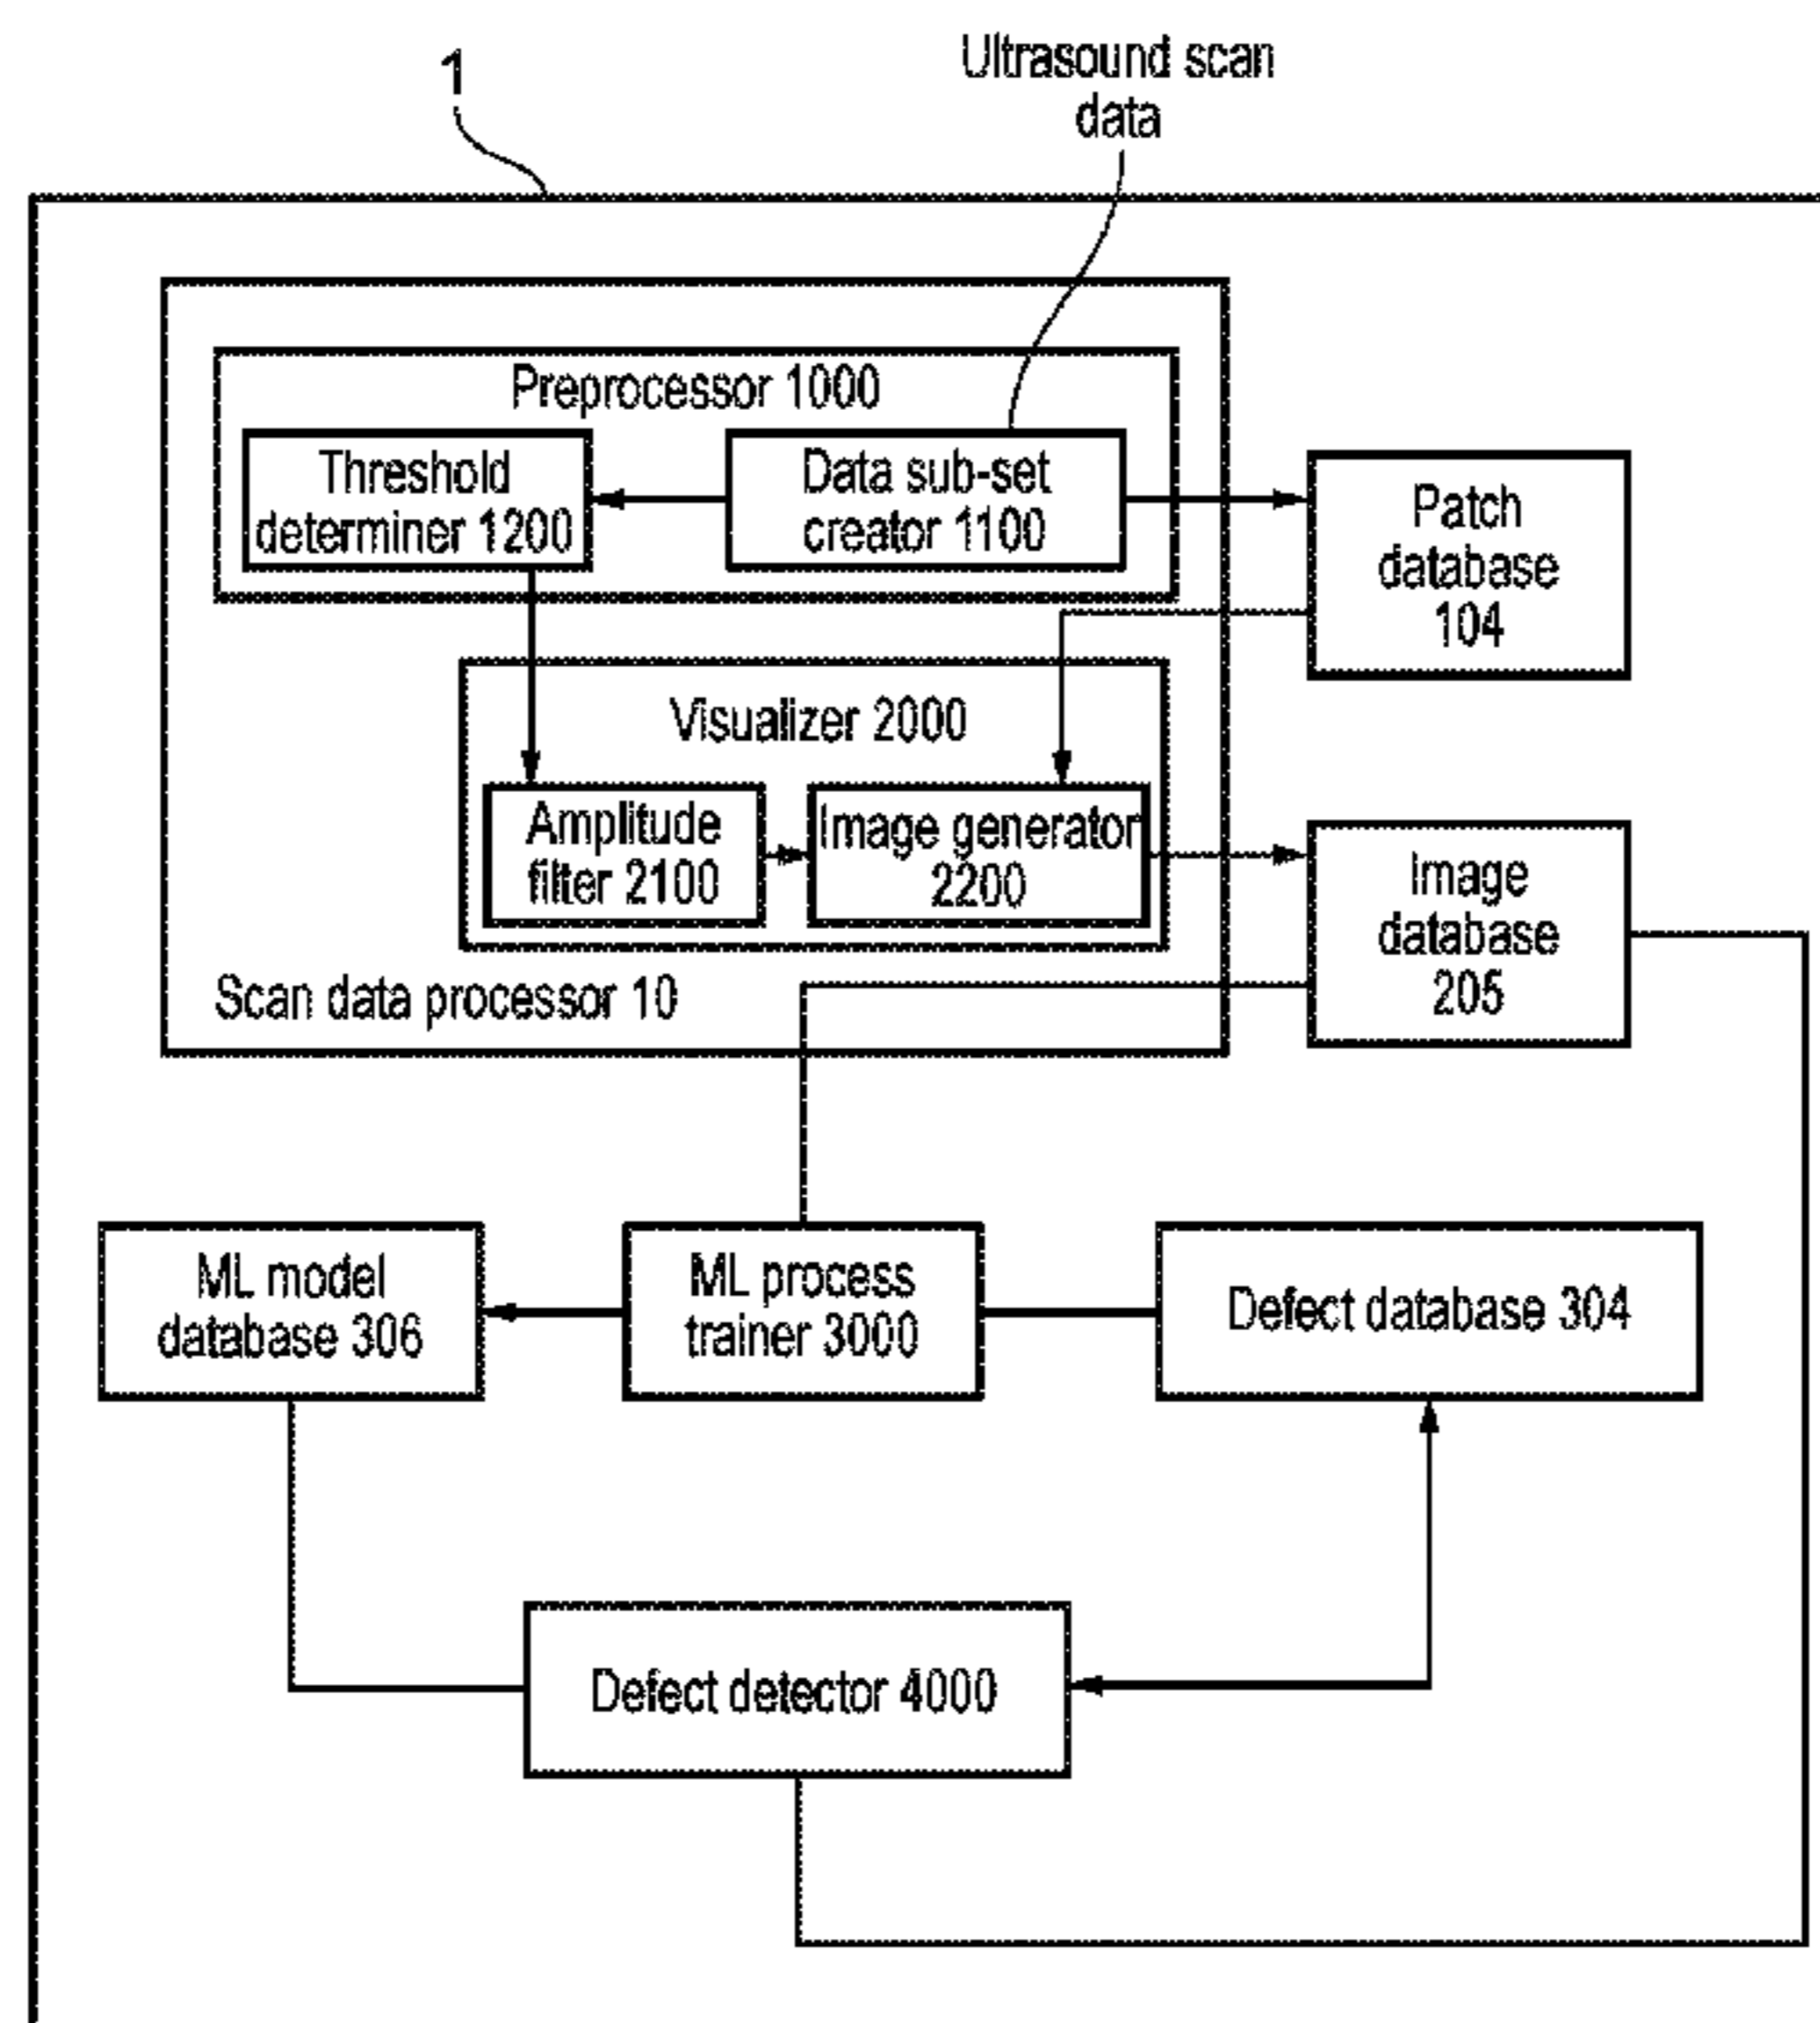 1
Ultrasound scan
data
Preprocessor 1000
Threshold
determiner 1200
Data sub-set
creator 1100
Patch
database
104
Visualizer 2000
Amplitude
filter 2100
Image generator
2200
Image
database
205
Scan data processor 10
ML model
database 306
ML process
trainer 3000
Defect database 304
Defect detector 4000